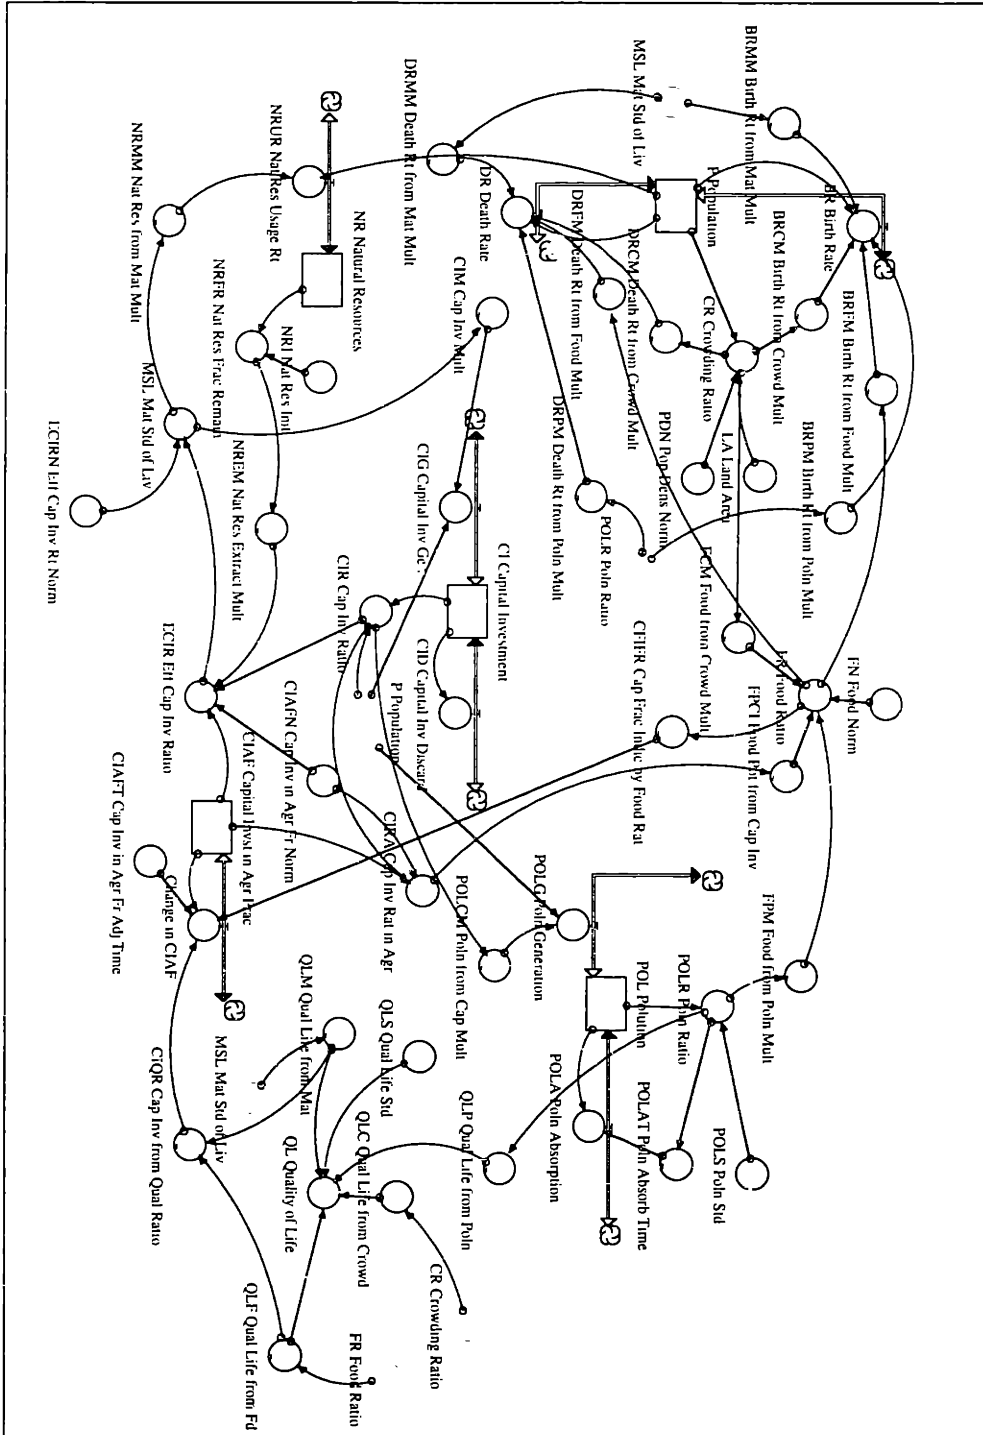 BRMM Birth Rt from Mat Mult
MSL Mat Std of Liv
DRMM Death Rt from Mat Mult
P Population
BR Birth Rate
BRCM Birth Rt from Crowd Mult
BRFM Birth Rt from Food Mult
BRPM Birth Rt from Poln Mult
CR Crowding Ratio
LA Land Area
PDN Pop Dens Norm
DR Death Rate
DRFM Death Rt from Food Mult
DRCM Death Rt from Crowd Mult
DRPM Death Rt from Poln Mult
POLR Poln Ratio
NRUR Nat Res Usage Rt
NR Natural Resources
NRMM Nat Res from Mat Mult
NRFR Nat Res Frac Remain
NRI Nat Res Init
NREM Nat Res Extract Mult
MSL Mat Std of Liv
ECIRN Eff Cap Inv Rt Norm
CIM Cap Inv Mult
CIG Capital Inv Ge
CI Capital Investment
CID Capital Inv Discard
CIR Cap Inv Ratio
P Population
ECIR Eff Cap Inv Ratio
FCM Food from Crowd Mult
FR Food Ratio
FN Food Norm
FPCI Food Pot from Cap Inv
CFIFR Cap Frac Indic by Food Rat
CIAFN Cap Inv in Agr Fr Norm
CIRA Cap Inv Rat in Agr
CIAF Capital Invst in Agr Frac
CIAFT Cap Inv in Agr Fr Adj Time
Change in CIAF
POLCM Poln from Cap Mult
POLG Poln Generation
POL Polution
POLR Poln Ratio
FPM Food from Poln Mult
POLS Poln Std
POLAT Poln Absorb Time
POLA Poln Absorption
QLM Qual Life from Mat
QLS Qual Life Std
QLC Qual Life from Crowd
QL Quality of Life
QLP Qual Life from Poln
MSL Mat Std of Liv
CIQR Cap Inv from Qual Ratio
CR Crowding Ratio
FR Food Ratio
QLF Qual Life from Fd